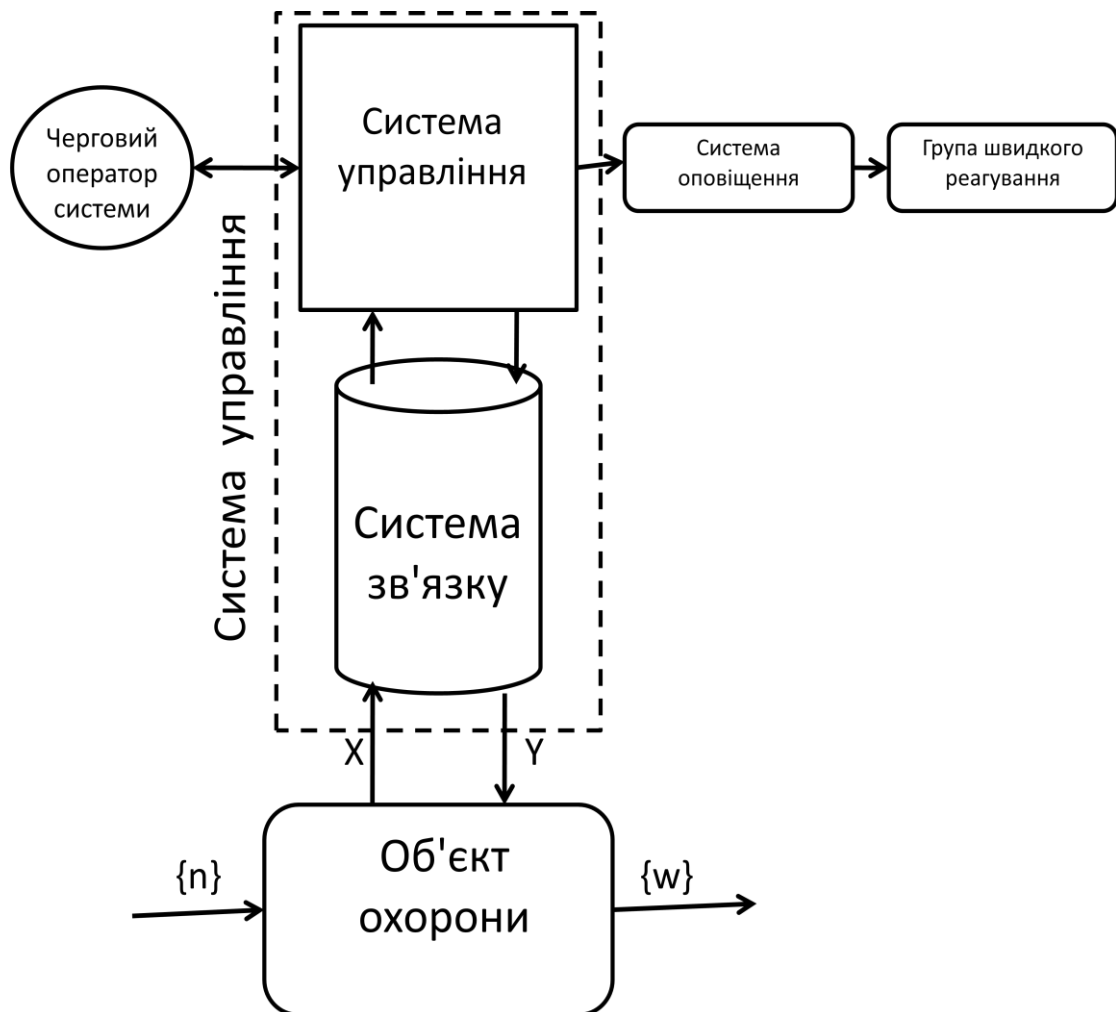 Система
управління
Черговий
оператор
системи
Система
оповіщення
Група швидкого
реагування
Система управління
Система
зв'язку
X
Y
Об'єкт
охорони
{n}
{w}